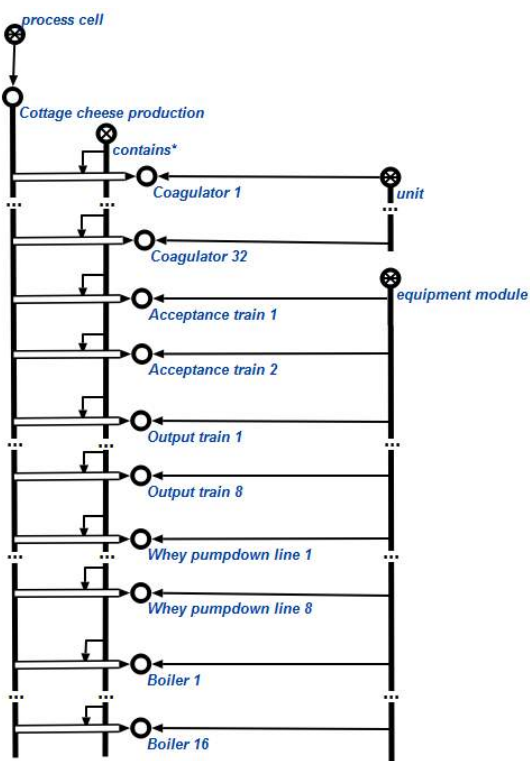 process cell
Cottage cheese production
contains*
Coagulator 1
unit
...
...
...
Coagulator 32
equipment module
Acceptance train 1
Acceptance train 2
Output train 1
...
...
...
Output train 8
Whey pumpdown line 1
...
...
...
Whey pumpdown line 8
Boiler 1
...
...
...
Boiler 16